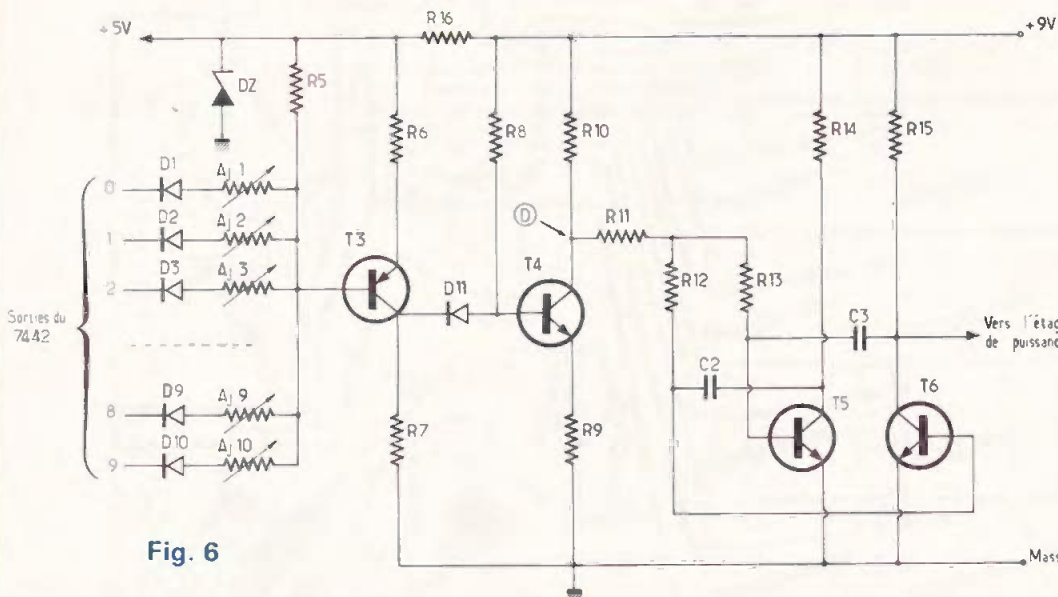 +5V
R16
+9V
DZ
R5
R6
R8
R10
R14
R15
D1
Aj 1
0
D2
Aj 2
1
D3
Aj 3
2
Sorties du
7442
D9
Aj 9
8
D10
Aj 10
9
T3
D11
T4
D
R11
R12
R13
C3
C2
T5
T6
Vers l'étag
de puissan
R7
R9
Mass
Fig. 6